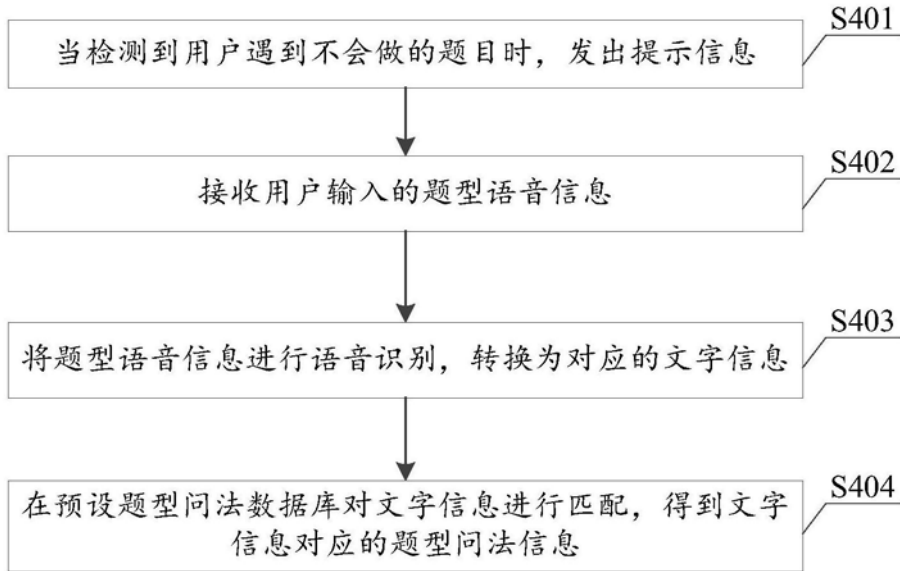 S401
当检测到用户遇到不会做的题目时，发出提示信息
S402
接收用户输入的题型语音信息
S403
将题型语音信息进行语音识别，转换为对应的文字信息
S404
在预设题型问法数据库对文字信息进行匹配，得到文字
信息对应的题型问法信息